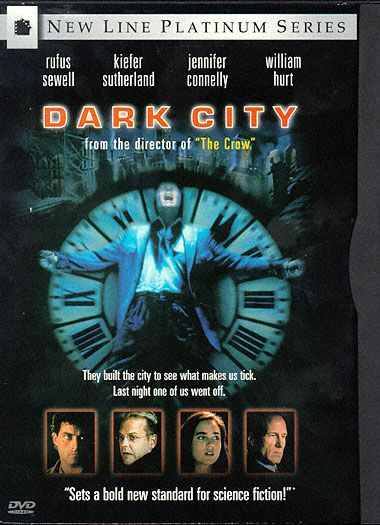 NEW LINE PLATINUM SERIES
rufus sewell
kiefer sutherland
jennifer connelly
william hurt
DARK CITY
from the director of "The Crow."
They built the city to see what makes us tick.
Last night one of us went off.
"Sets a bold new standard for science fiction!"*
DVD
VIDEO